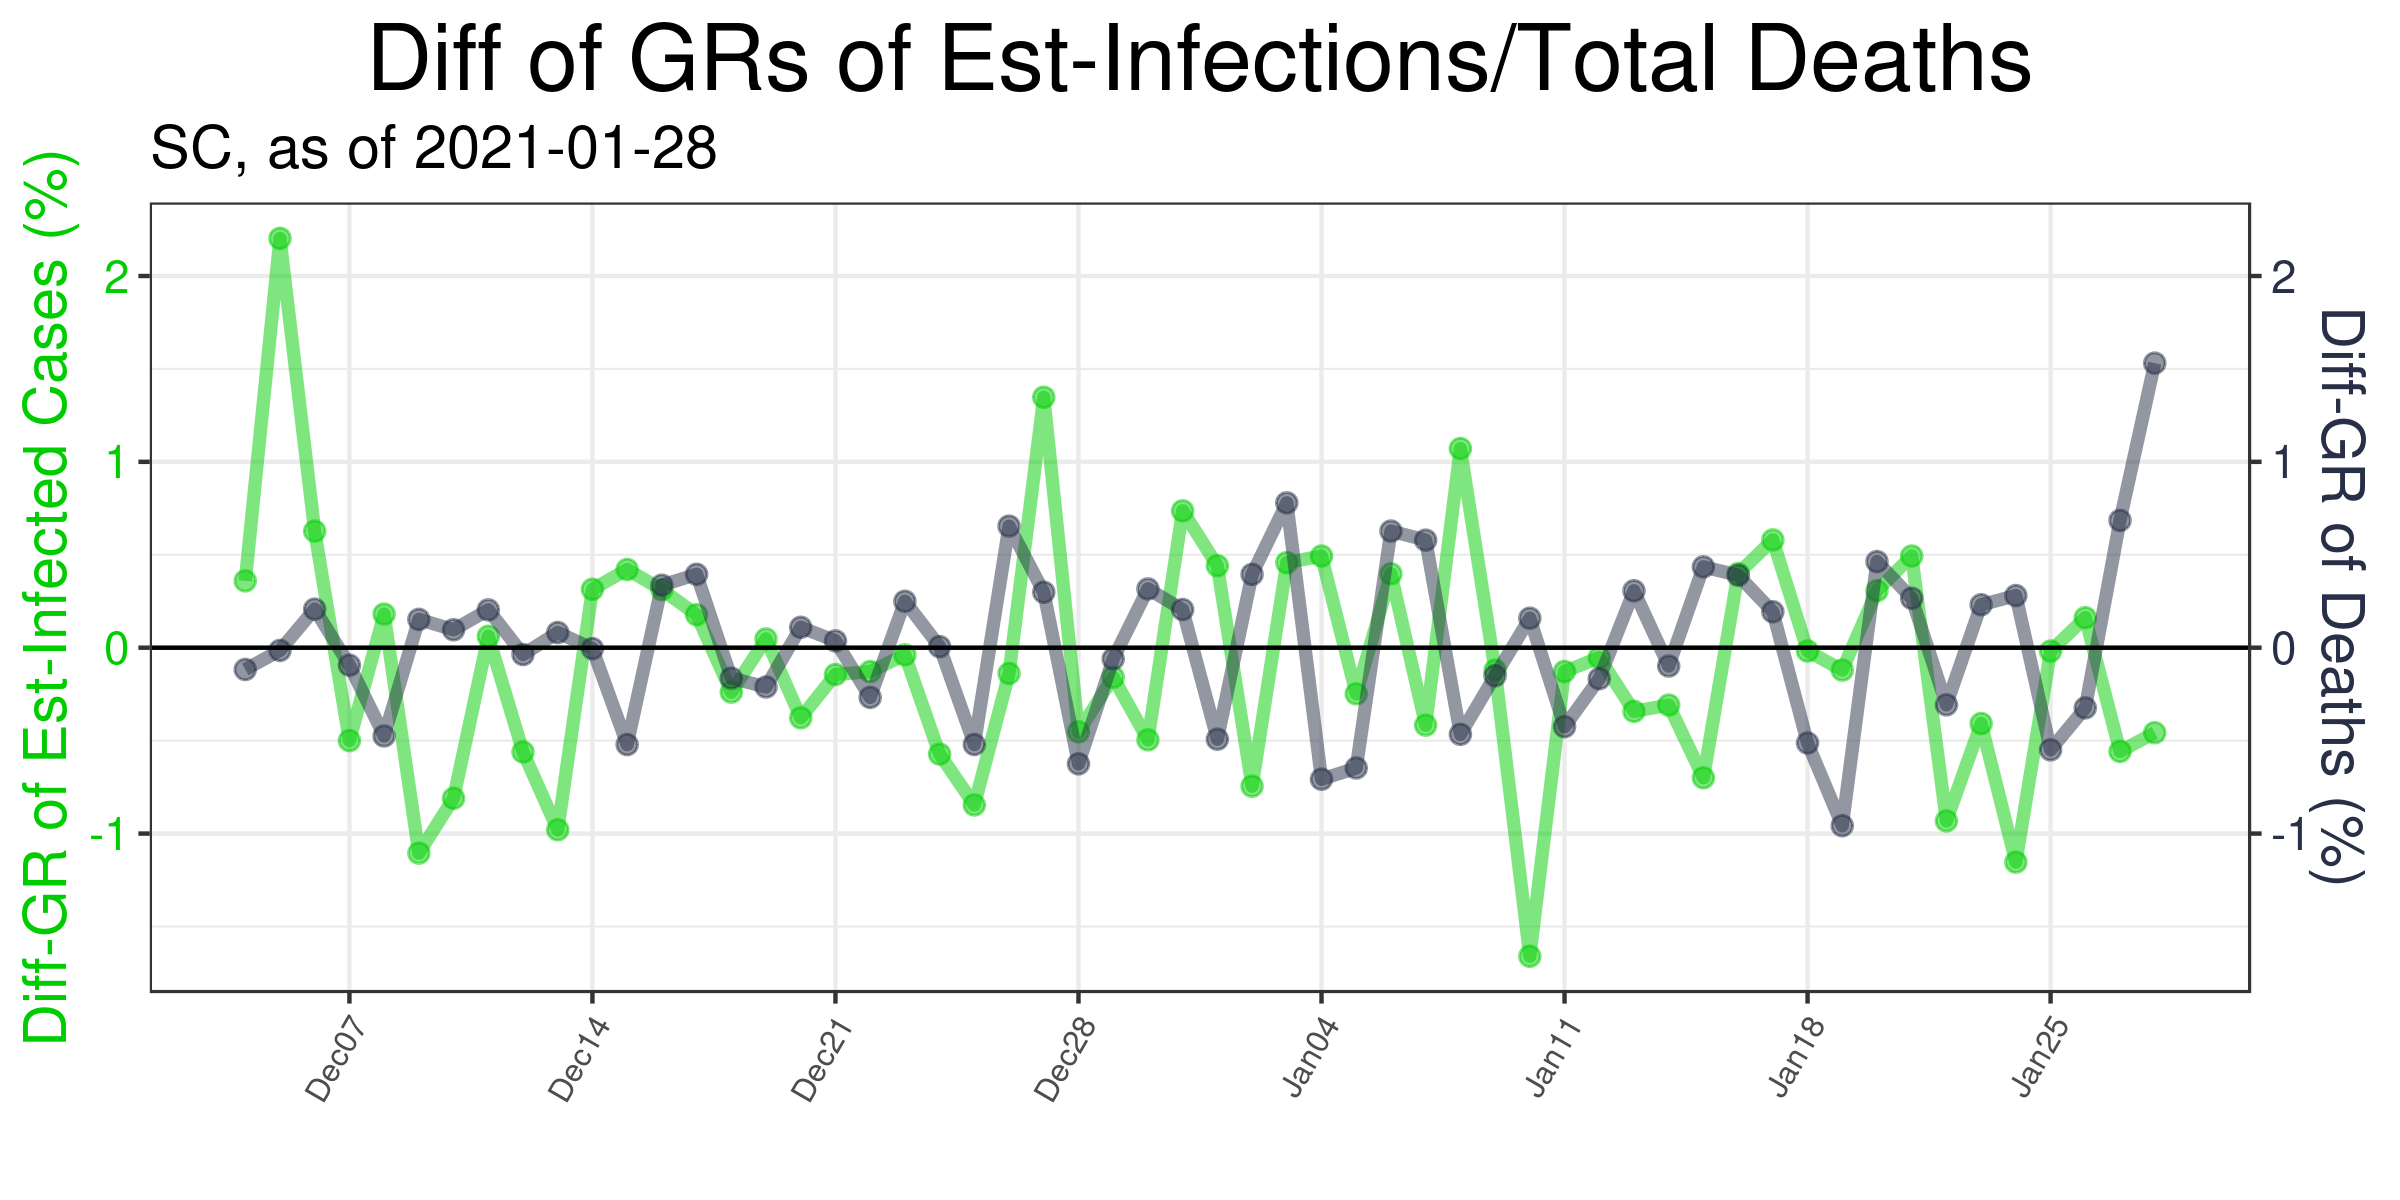 Diff of GRs of Est-Infections/Total Deaths
SC, as of 2021-01-28
Diff-GR of Est-Infected Cases (%)
2
1
0
-1
2
1
0
-1
Diff-GR of Deaths (%)
Dec07
Dec14
Dec21
Dec28
Jan04
Jan11
Jan18
Jan25